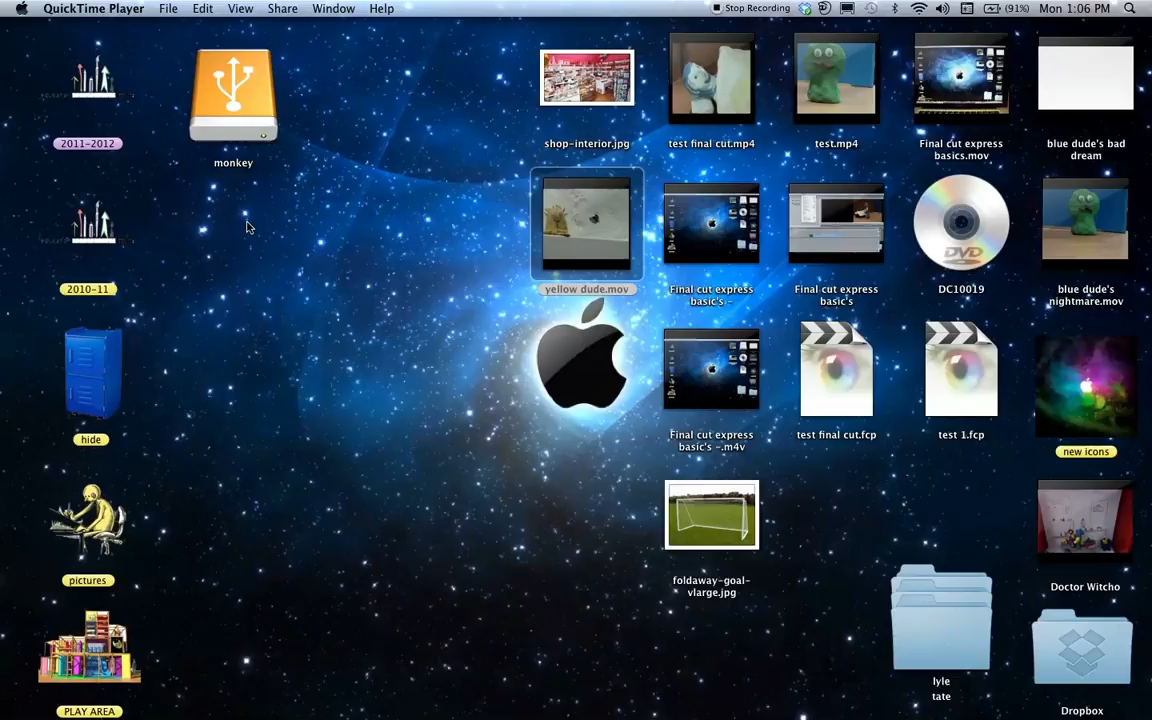 QuickTime Player File Edit View Share Window Help Stop Recording (91%) Mon 1:06 PM
2011-2012
monkey
shop-interior.jpg
test final cut.mp4
test.mp4
Final cut express
basics.mov
blue dude's bad
dream
2010-11
yellow dude.mov
Final cut express
basic's -
Final cut express
basic's
DVD
DC10019
blue dude's
nightmare.mov
hide
Final cut express
basic's -.m4v
test final cut.fcp
test 1.fcp
new icons
pictures
foldaway-goal-
vlarge.jpg
Doctor Witcho
PLAY AREA
lyle
tate
Dropbox